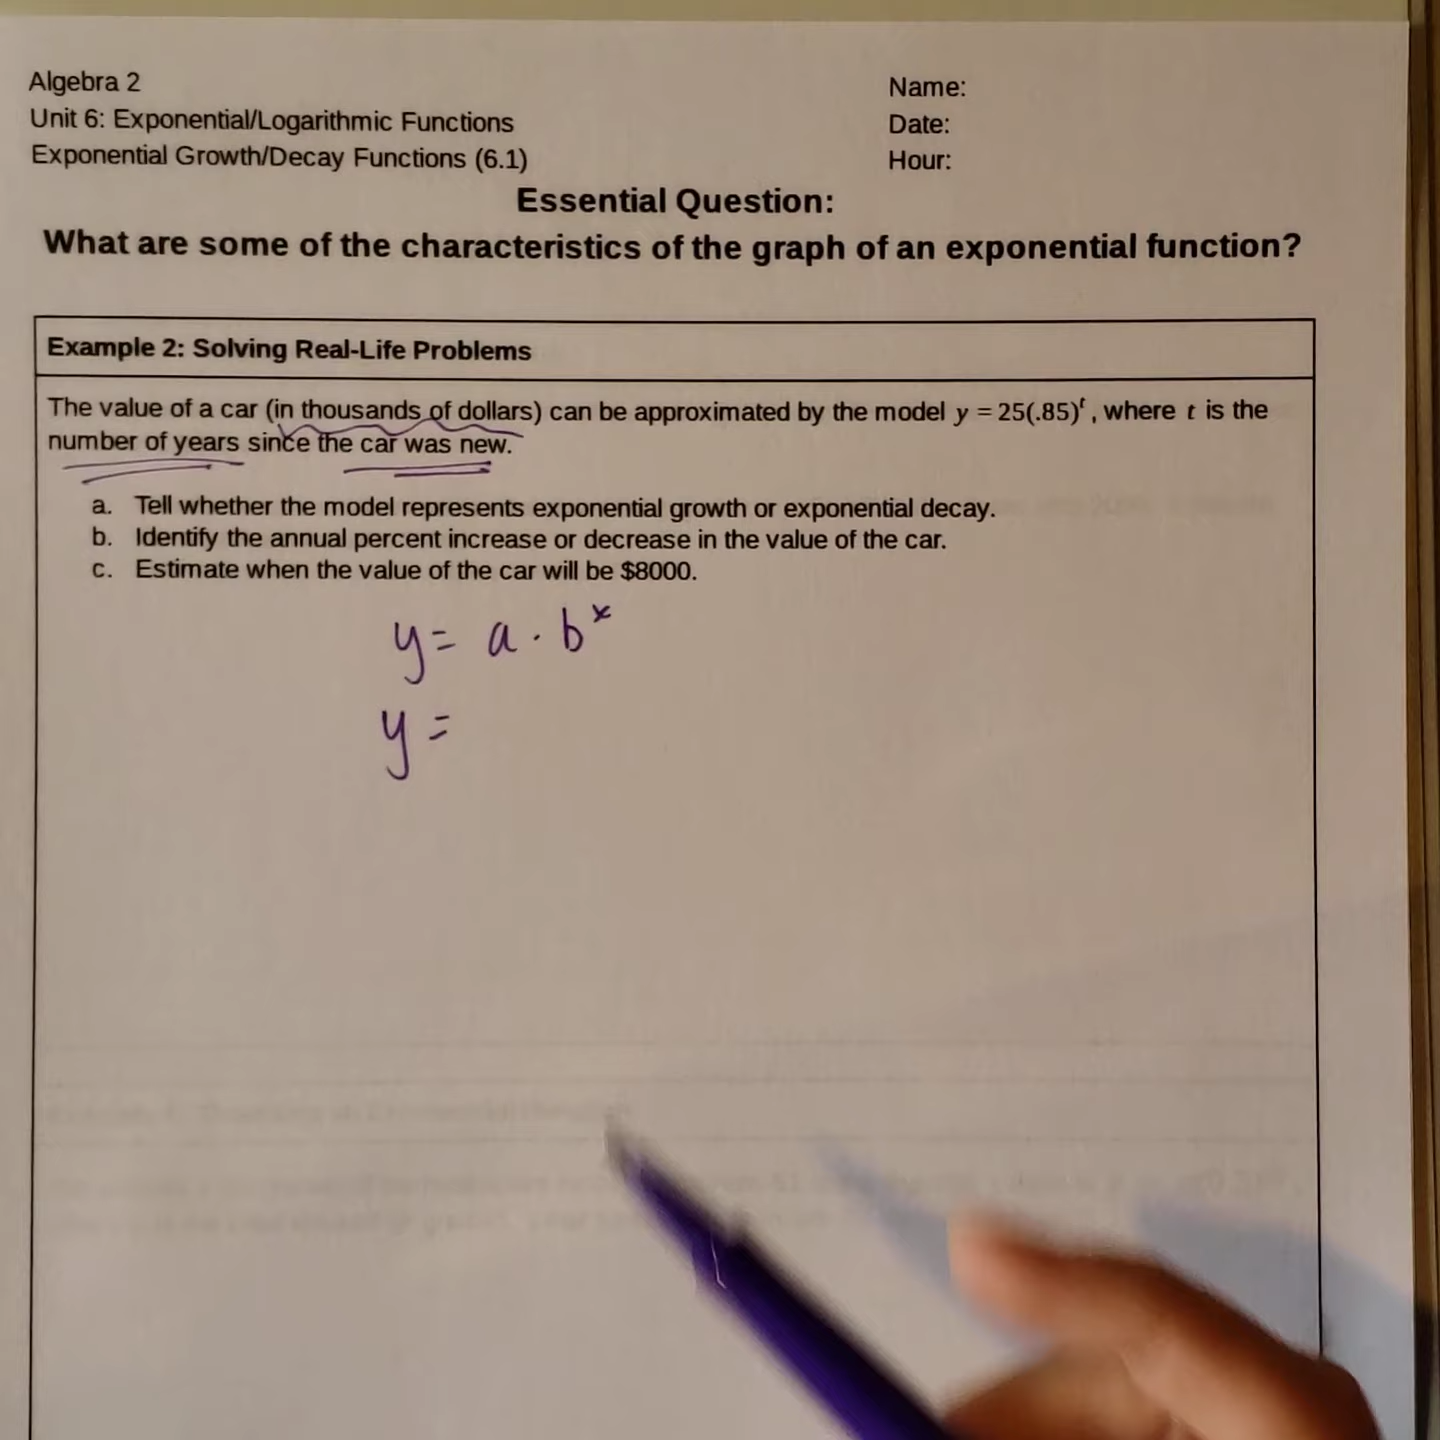 Algebra 2
Name:
Unit 6: Exponential/Logarithmic Functions
Date:
Exponential Growth/Decay Functions (6.1)
Hour:
Essential Question:
What are some of the characteristics of the graph of an exponential function?
Example 2: Solving Real-Life Problems
The value of a car (in thousands of dollars) can be approximated by the model y = 25(.85)ᵗ, where t is the
number of years since the car was new.
a. Tell whether the model represents exponential growth or exponential decay.
b. Identify the annual percent increase or decrease in the value of the car.
c. Estimate when the value of the car will be $8000.
y = a · bˣ
y =